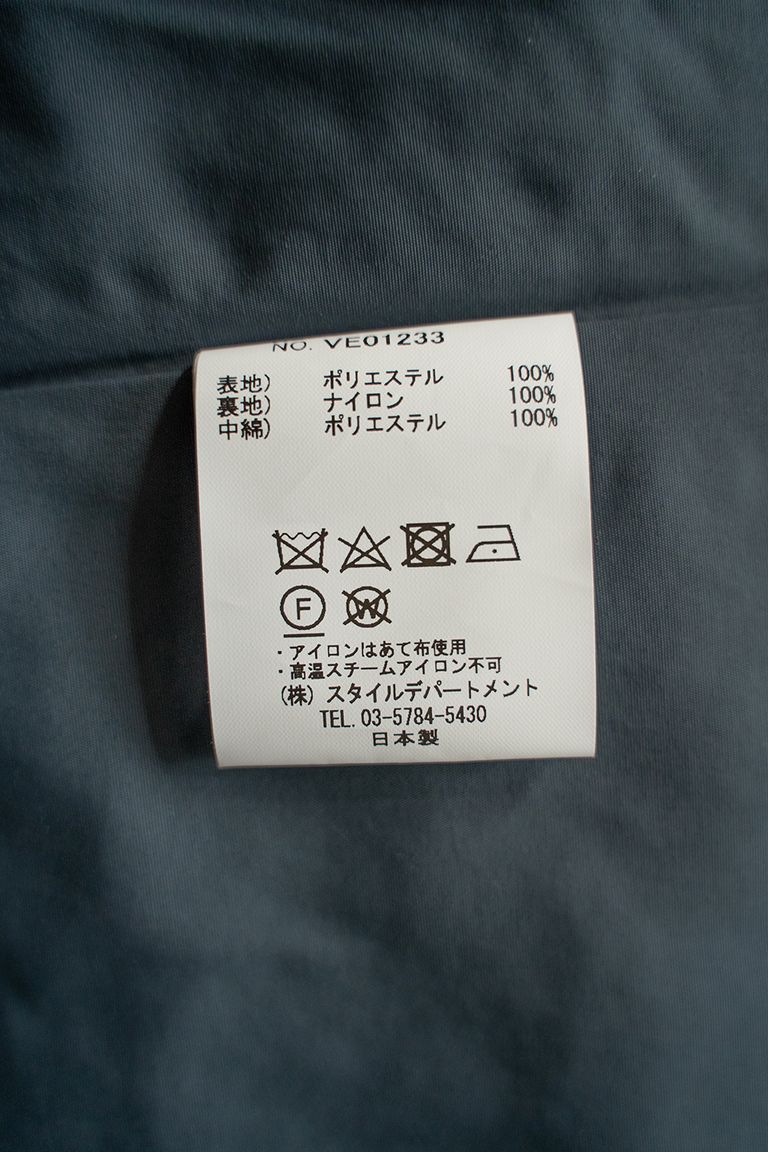 NO. VE01233
表地) ポリエステル 100%
裏地) ナイロン 100%
中綿) ポリエステル 100%
F W
・アイロンはあて布使用
・高温スチームアイロン不可
(株) スタイルデパートメント
TEL. 03-5784-5430
日本製